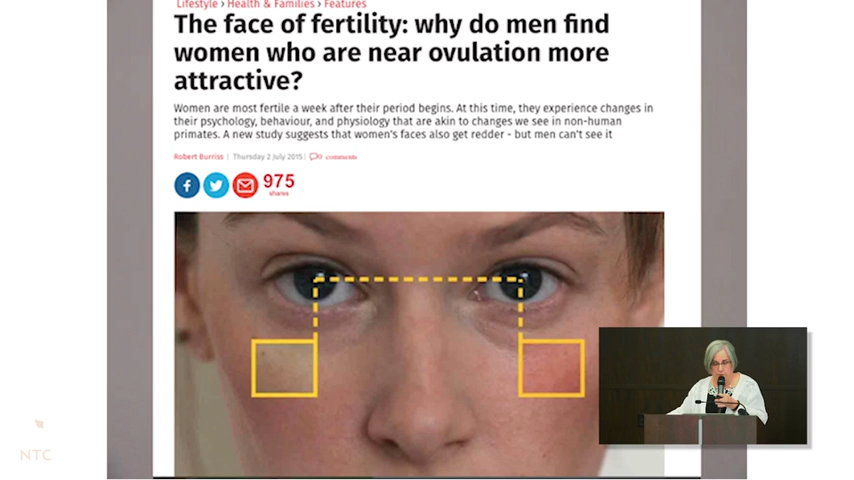 Lifestyle › Health & Families › Features
The face of fertility: why do men find
women who are near ovulation more
attractive?
Women are most fertile a week after their period begins. At this time, they experience changes in
their psychology, behaviour, and physiology that are akin to changes we see in non-human
primates. A new study suggests that women's faces also get redder - but men can't see it
Robert Burriss | Thursday 2 July 2015 | 0 comments
f 975
shares
NTC